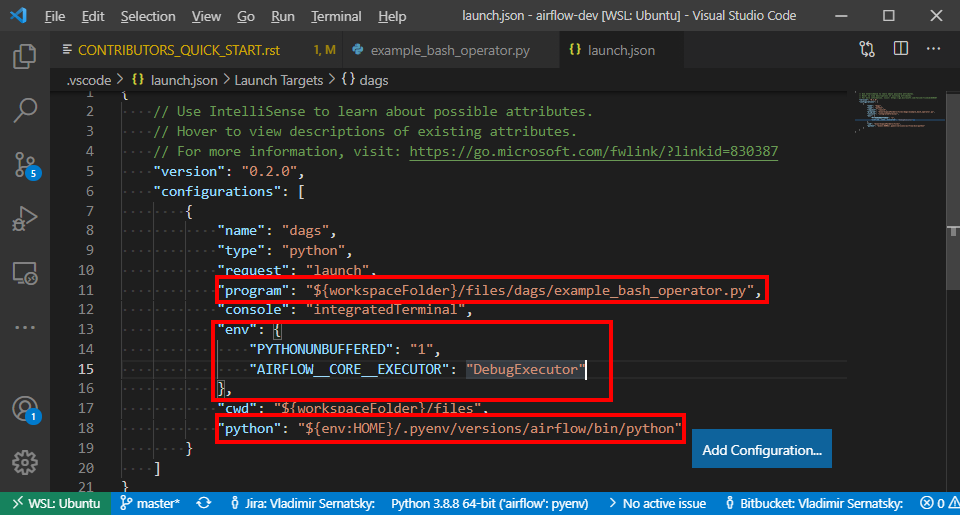 File Edit Selection View Go Run Terminal Help launch.json - airflow-dev [WSL: Ubuntu] - Visual Studio Code
CONTRIBUTORS_QUICK_START.rst 1, M example_bash_operator.py {} launch.json ...
.vscode > {} launch.json > Launch Targets > {} dags
1 {
2 // Use IntelliSense to learn about possible attributes.
3 // Hover to view descriptions of existing attributes.
4 // For more information, visit: https://go.microsoft.com/fwlink/?linkid=830387
5 "version": "0.2.0",
6 "configurations": [
7 {
8 "name": "dags",
9 "type": "python",
10 "request": "launch",
11 "program": "${workspaceFolder}/files/dags/example_bash_operator.py",
12 "console": "integratedTerminal",
13 "env": {
14 "PYTHONUNBUFFERED": "1",
15 "AIRFLOW__CORE__EXECUTOR": "DebugExecutor"
16 },
17 "cwd": "${workspaceFolder}/files",
18 "python": "${env:HOME}/.pyenv/versions/airflow/bin/python"
19 }
20 ]
21 }
5
1
Add Configuration...
WSL: Ubuntu master* Jira: Vladimir Sernatsky: Python 3.8.8 64-bit ('airflow': pyenv) No active issue Bitbucket: Vladimir Sernatsky: 0